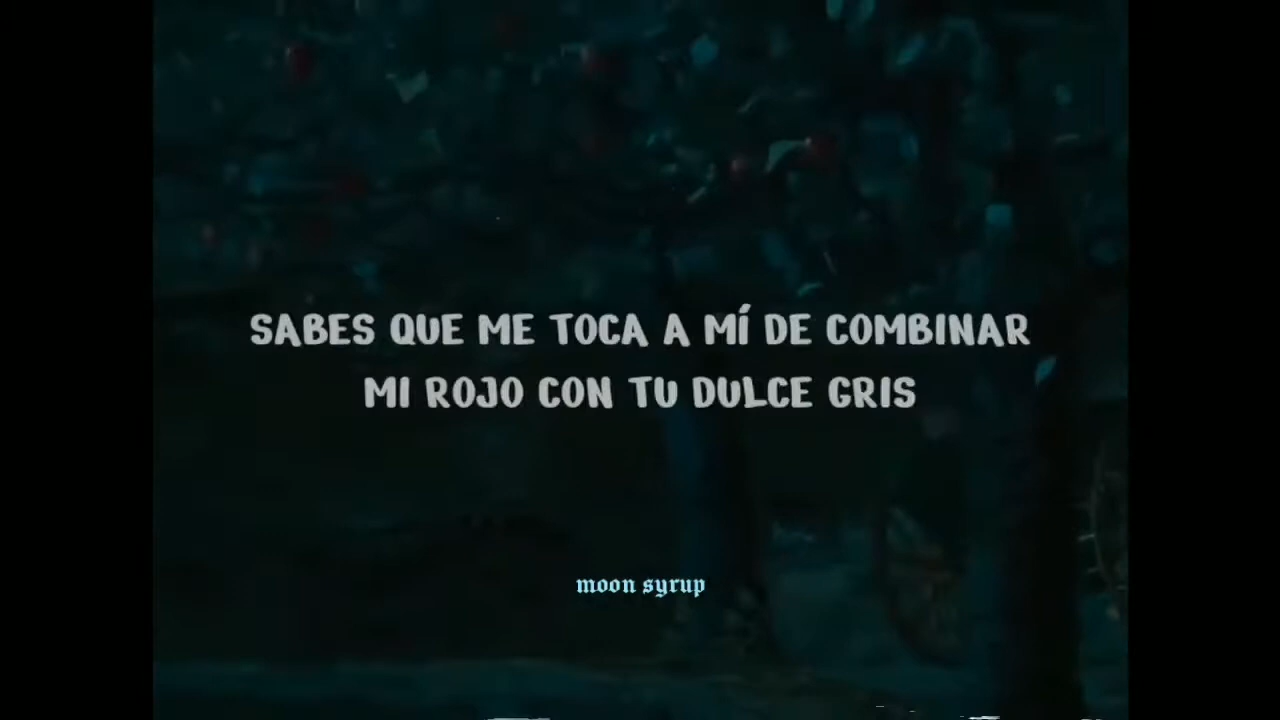 SABES QUE ME TOCA A MÍ DE COMBINAR
MI ROJO CON TU DULCE GRIS
moon syrup